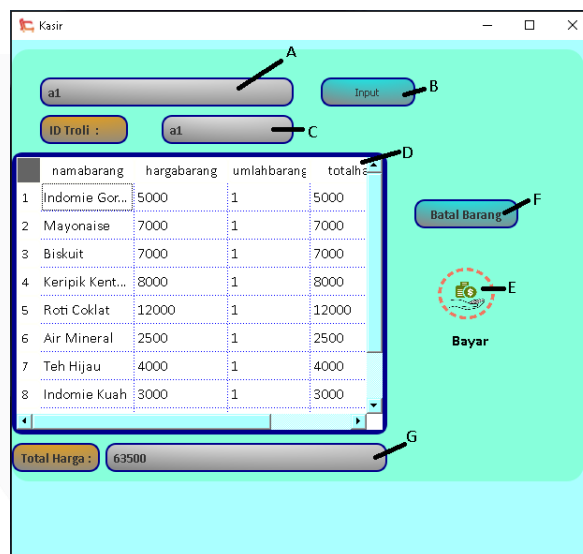 Kasir
A
a1
Input
B
ID Troli :
a1
C
D
namabarang hargabarang umlahbarang totalha
1 Indomie Gor... 5000 1 5000
2 Mayonaise 7000 1 7000
3 Biskuit 7000 1 7000
4 Keripik Kent... 8000 1 8000
5 Roti Coklat 12000 1 12000
6 Air Mineral 2500 1 2500
7 Teh Hijau 4000 1 4000
8 Indomie Kuah 3000 1 3000
Batal Barang
F
E
Bayar
G
Total Harga : 63500